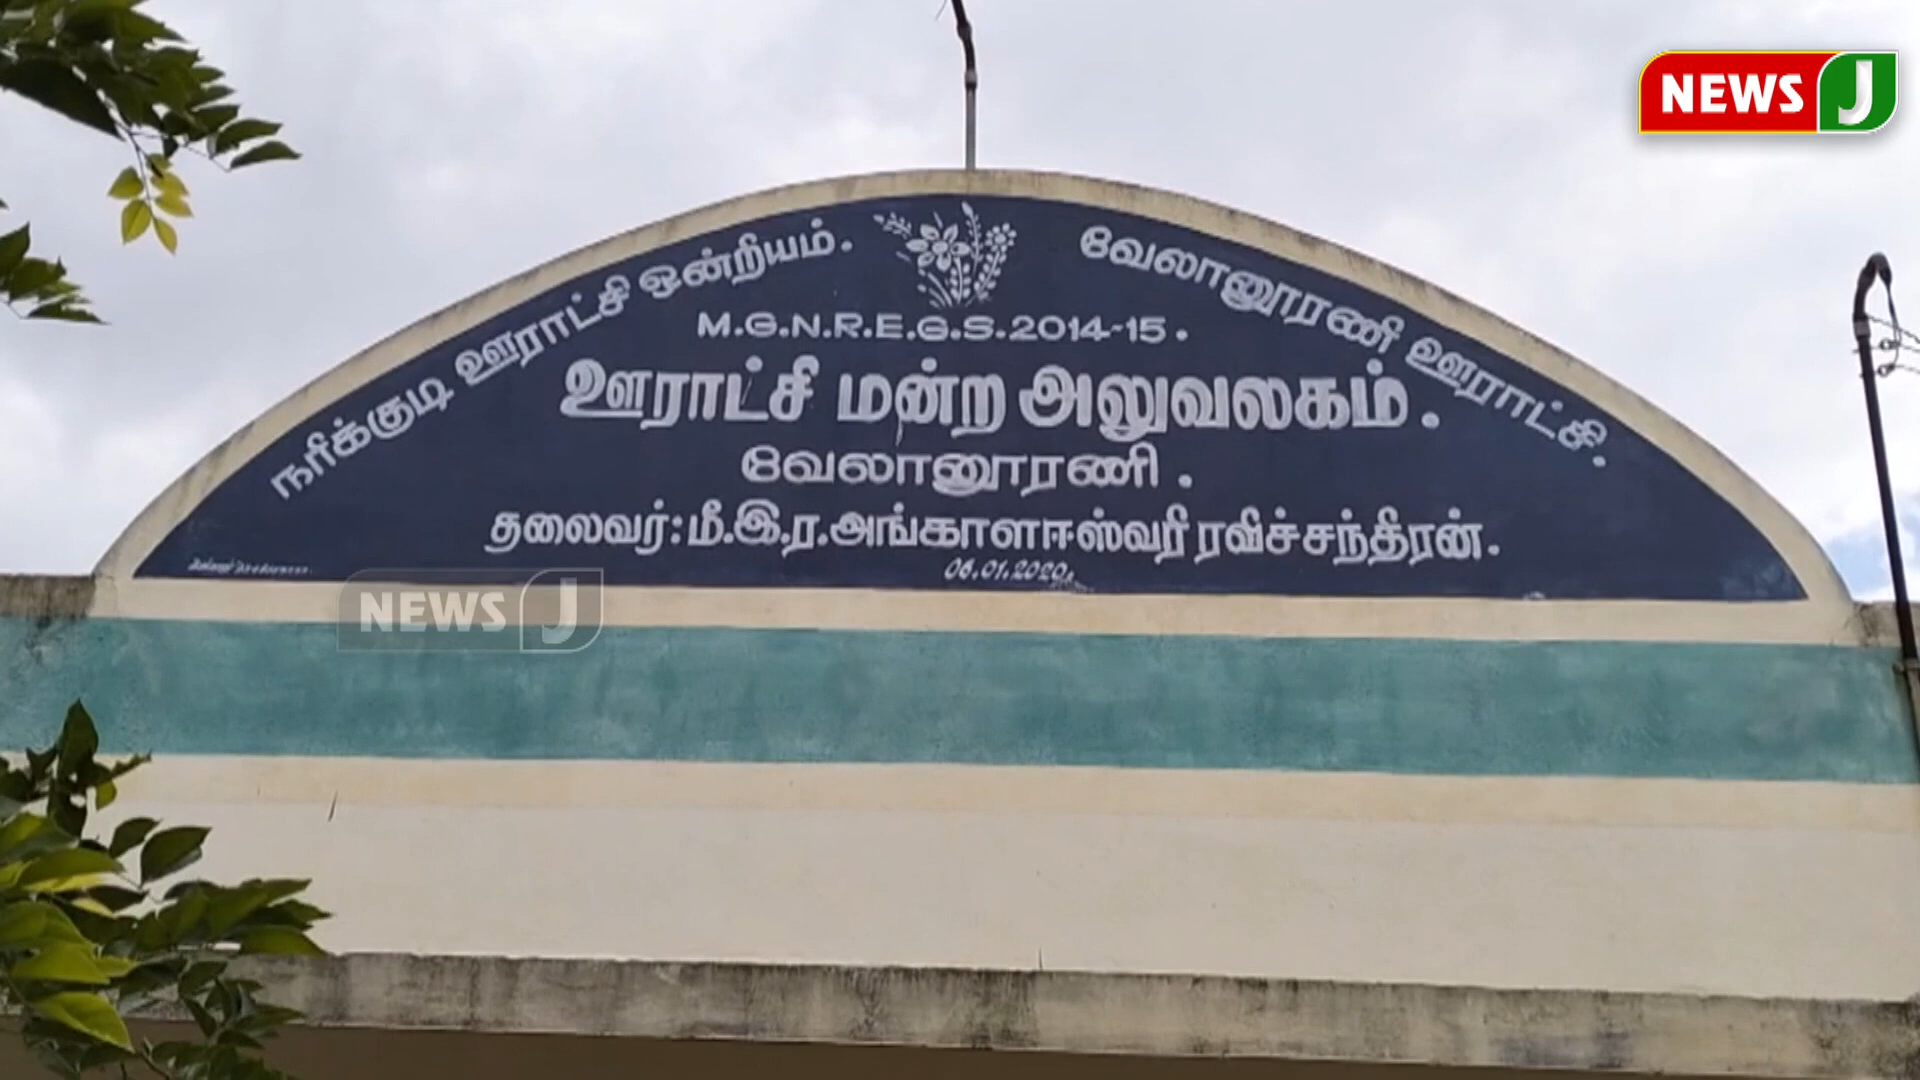 NEWS J
நரிக்குடி ஊராட்சி ஒன்றியம்.
வேலானூரணி ஊராட்சி.
M.G.N.R.E.G.S.2014-15.
ஊராட்சி மன்ற அலுவலகம்.
வேலானூரணி.
தலைவர்: மீ.இ.ர.அங்காளஈஸ்வரி ரவிச்சந்திரன்.
06.01.2020
NEWS J